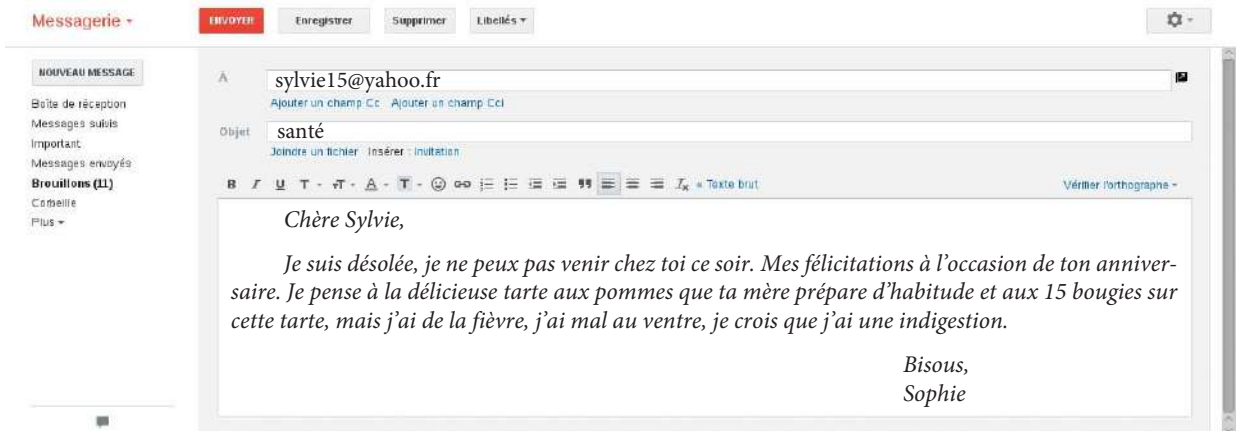 Messagerie
ENVOYER Enregistrer Supprimer Libellés
NOUVEAU MESSAGE
Boîte de réception
Messages suivis
Important
Messages envoyés
Brouillons (11)
Corbeille
Plus
À sylvie15@yahoo.fr
Ajouter un champ Cc Ajouter un champ Cci
Objet santé
Joindre un fichier Insérer : Invitation
B I U T - тT - A - T - « Texte brut Vérifier l'orthographe
Chère Sylvie,
Je suis désolée, je ne peux pas venir chez toi ce soir. Mes félicitations à l'occasion de ton anniver-
saire. Je pense à la délicieuse tarte aux pommes que ta mère prépare d'habitude et aux 15 bougies sur
cette tarte, mais j'ai de la fièvre, j'ai mal au ventre, je crois que j'ai une indigestion.
Bisous,
Sophie